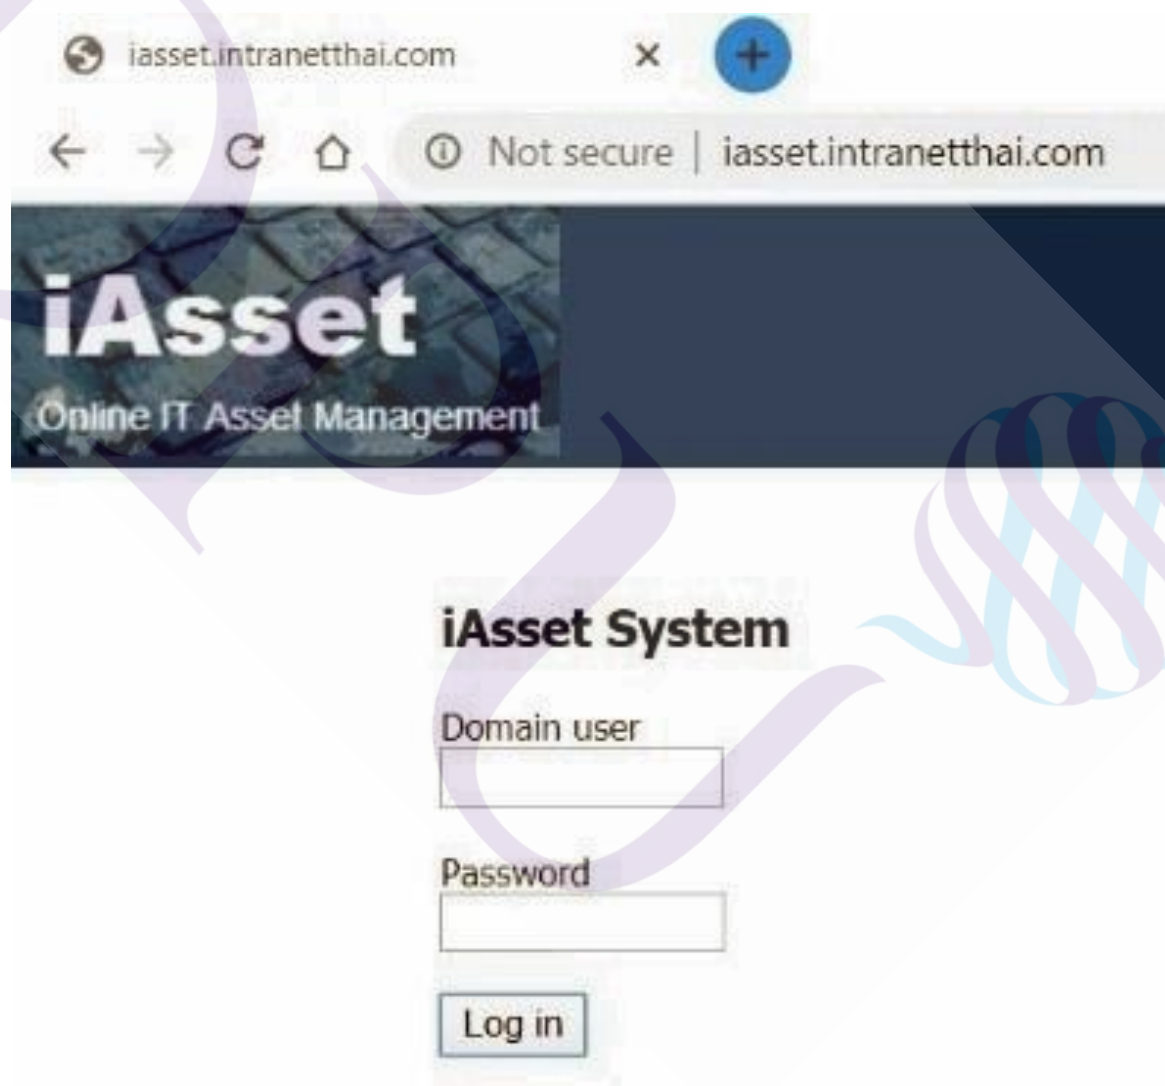 iasset.intranetthai.com
Not secure | iasset.intranetthai.com
iAsset
Online IT Asset Management
iAsset System
Domain user
Password
Log in